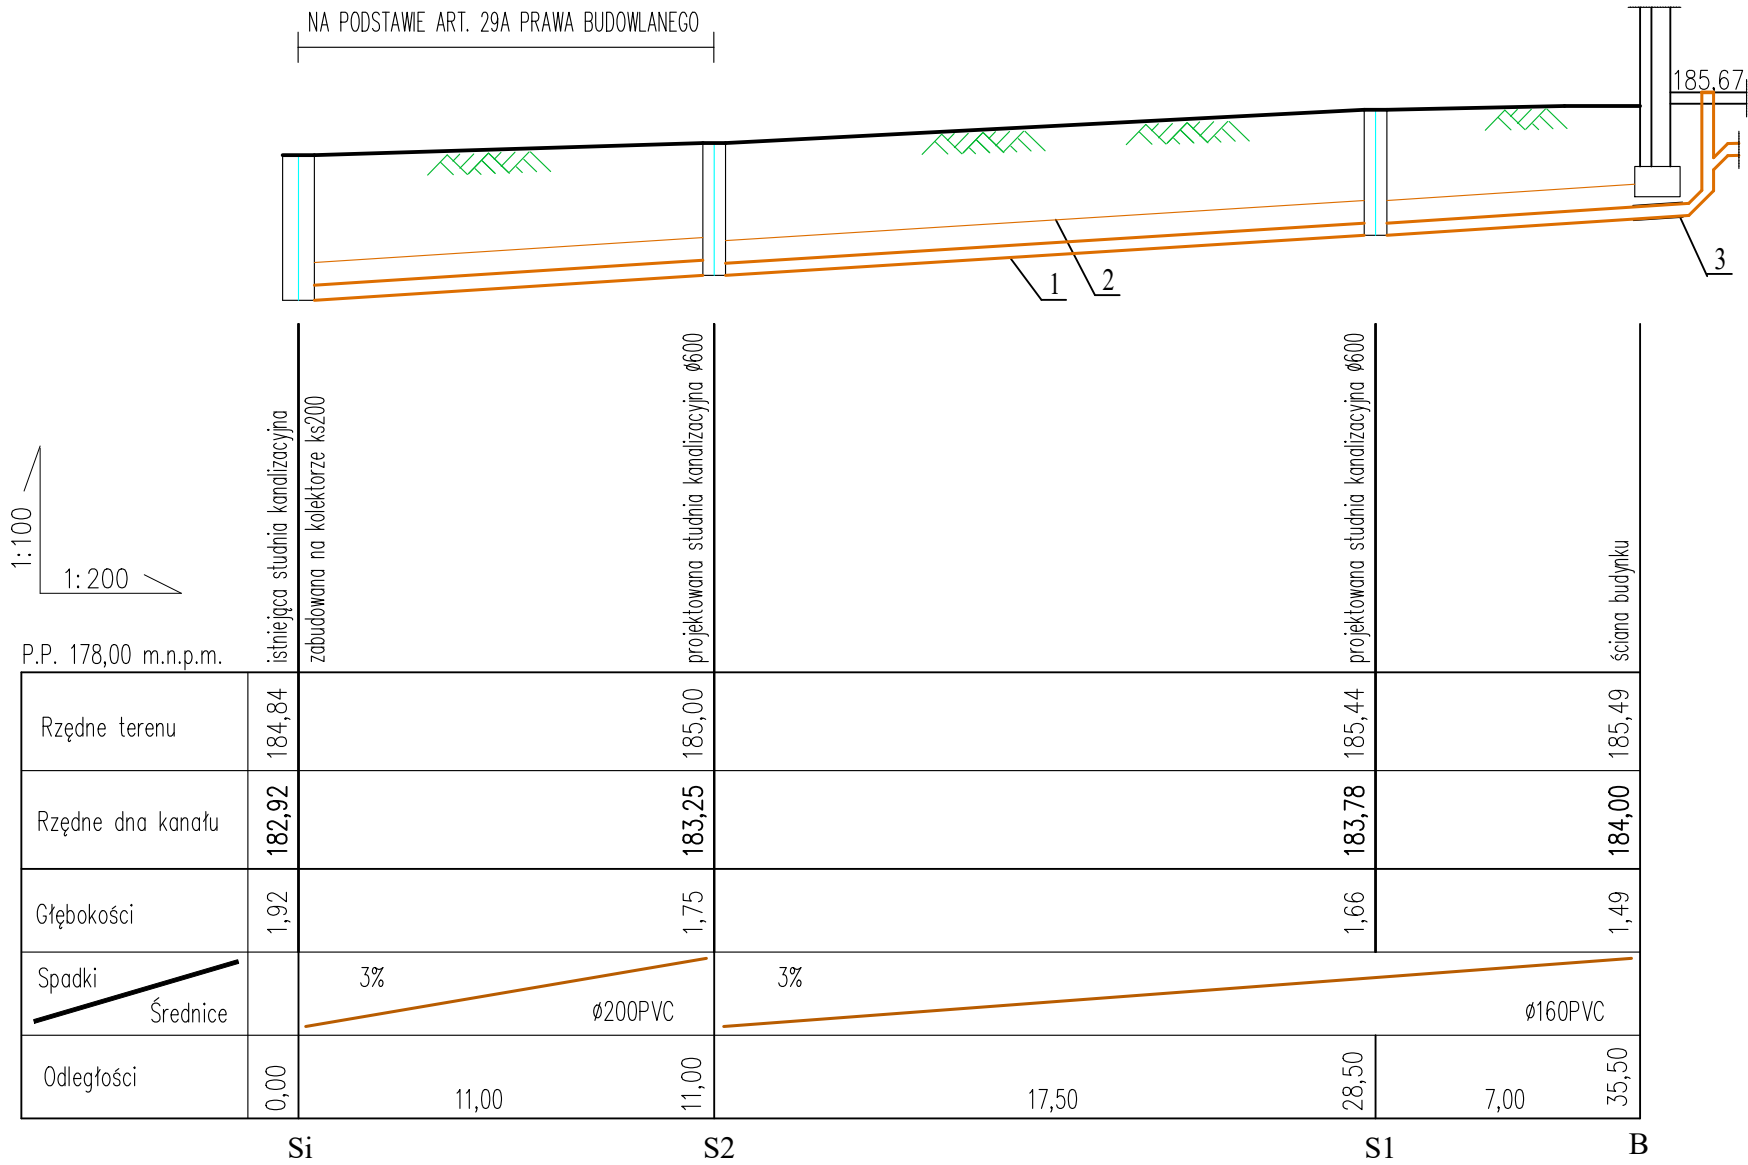 NA PODSTAWIE ART. 29A PRAWA BUDOWLANEGO
185,67
1
2
3
1:100
1:200
istniejąca studnia kanalizacyjna
zabudowana na kolektorze ks200
projektowana studnia kanalizacyjna ø600
projektowana studnia kanalizacyjna ø600
ściana budynku
P.P. 178,00 m.n.p.m.
Rzędne terenu 184,84 185,00 185,44 185,49
Rzędne dna kanału 182,92 183,25 183,78 184,00
Głębokości 1,92 1,75 1,66 1,49
Spadki 3% 3%
Średnice ø200PVC ø160PVC
Odległości 0,00 11,00 11,00 17,50 28,50 7,00 35,50
Si S2 S1 B